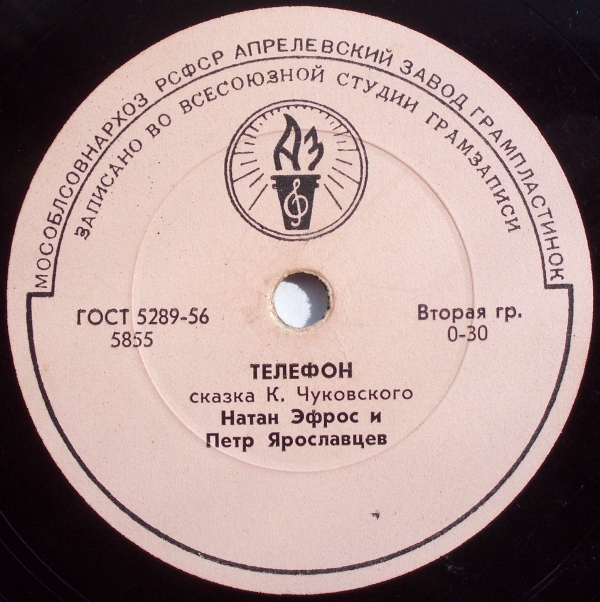 МОСОБЛСОВНАРХОЗ РСФСР АПРЕЛЕВСКИЙ ЗАВОД ГРАМПЛАСТИНОК
ЗАПИСАНО ВО ВСЕСОЮЗНОЙ СТУДИИ ГРАМЗАПИСИ
АЗ
ГОСТ 5289-56
5855
Вторая гр.
0-30
ТЕЛЕФОН
сказка К. Чуковского
Натан Эфрос и
Петр Ярославцев